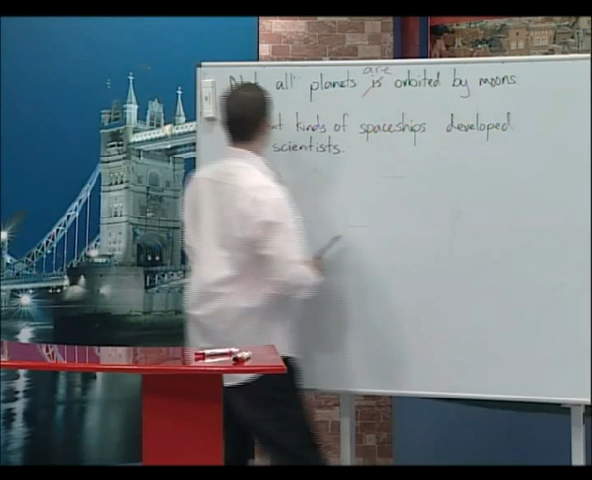 all planets is are orbited by moons
kinds of spaceships developed
scientists.